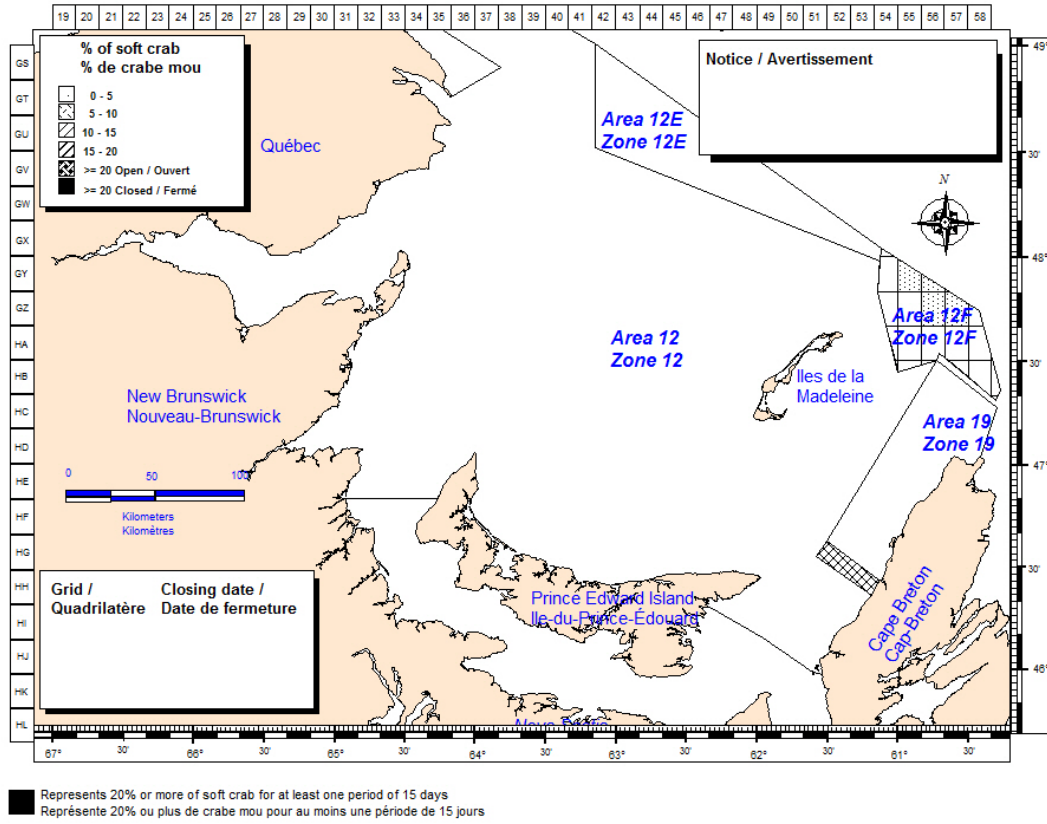 19 20 21 22 23 24 25 26 27 28 29 30 31 32 33 34 35 36 37 38 39 40 41 42 43 44 45 46 47 48 49 50 51 52 53 54 55 56 57 58
% of soft crab
% de crabe mou
0 - 5
5 - 10
10 - 15
15 - 20
>= 20 Open / Ouvert
>= 20 Closed / Fermé
Notice / Avertissement
GS
GT
GU
GV
GW
GX
GY
GZ
HA
HB
HC
HD
HE
HF
HG
HH
HI
HJ
HK
HL
49°
30'
48°
30'
47°
30'
46°
N
Québec
Area 12E
Zone 12E
Area 12F
Zone 12F
Area 12
Zone 12
Iles de la
Madeleine
New Brunswick
Nouveau-Brunswick
Area 19
Zone 19
0 50 100
Kilometers
Kilomètres
Grid / Closing date /
Quadrilatère Date de fermeture
Prince Edward Island
Ile-du-Prince-Édouard
Cape Breton
Cap-Breton
67° 30' 66° 30' 65° 30' 64° 30' 63° 30' 62° 30' 61° 30'
Represents 20% or more of soft crab for at least one period of 15 days
Représente 20% ou plus de crabe mou pour au moins une période de 15 jours